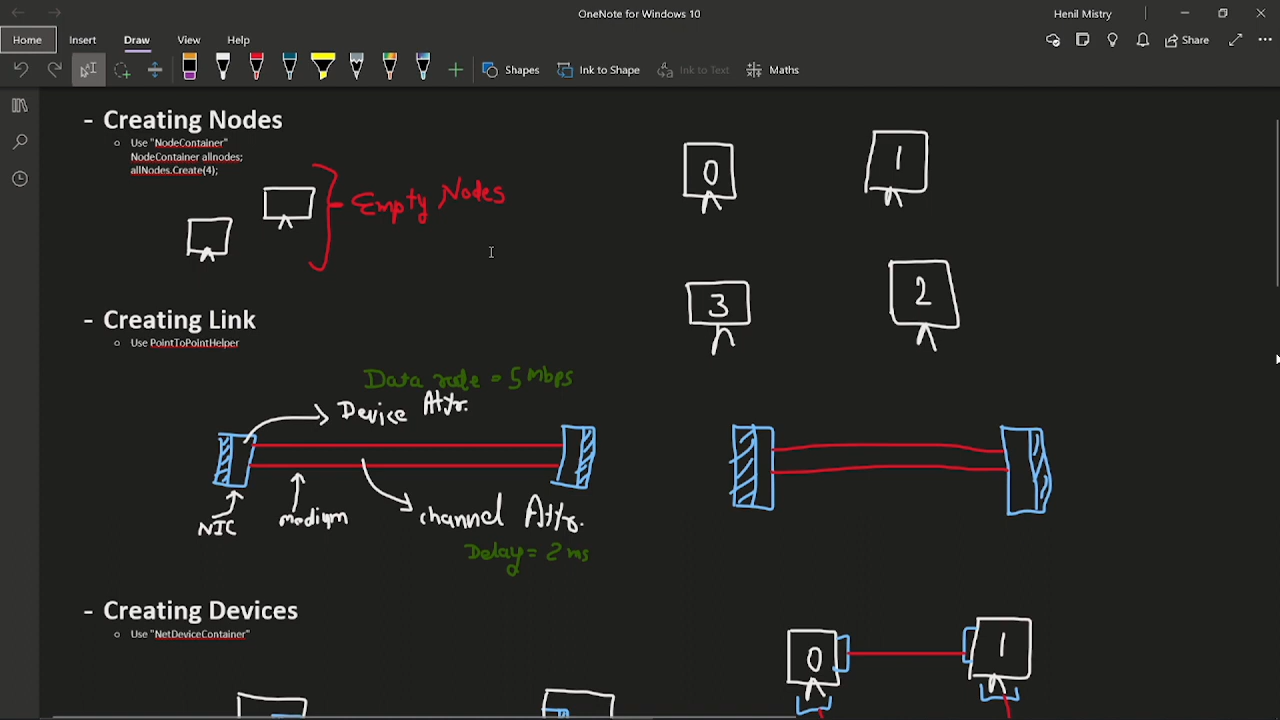 OneNote for Windows 10
Henil Mistry
Home
Insert
Draw
View
Help
Share
Shapes
Ink to Shape
Ink to Text
Maths
- Creating Nodes
Use "NodeContainer"
NodeContainer allnodes;
allNodes.Create(4);
Empty Nodes
0
1
3
2
- Creating Link
Use PointToPointHelper
Data rate = 5 Mbps
Device Attr.
NIC
medium
channel Attr.
Delay = 2 ms
- Creating Devices
Use "NetDeviceContainer"
0
1